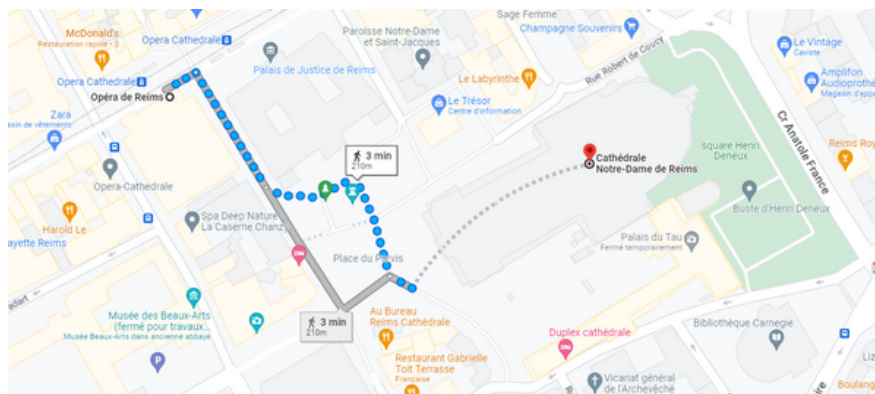 McDonald's
Restauration rapide - $
Opera Cathedrale
Opera Cathedrale
Opéra de Reims
Zara
asin de vêtements
Opera-Cathedrale
Harold Le
ayette Reims
Palais de Justice de Reims
Paroisse Notre-Dame
et Saint-Jacques
Sage Femme
Champagne Souvenirs
Le Labyrinthe
Rue Robert de Coucy
Le Trésor
Centre d'information
3 min
210m
Cathédrale
Notre-Dame de Reims
Le Vintage
Caviste
Amplifon
Audioprothé
Magasin d'appa
Cr Anatole France
Reims Roy
square Henri
Deneux
Buste d'Henri Deneux
Palais du Tau
Fermé temporairement
Spa Deep Nature
La Caserne Chanzy
Place du Parvis
Musée des Beaux-Arts
(fermé pour travaux...
Musée Beaux-Arts dans ancienne abbaye
3 min
210m
Au Bureau
Reims Cathédrale
Restaurant Gabrielle
Toit Terrasse
Française
Duplex cathédrale
Bibliothèque Carnegie
Vicariat général
de l'Archevêché
Boulang